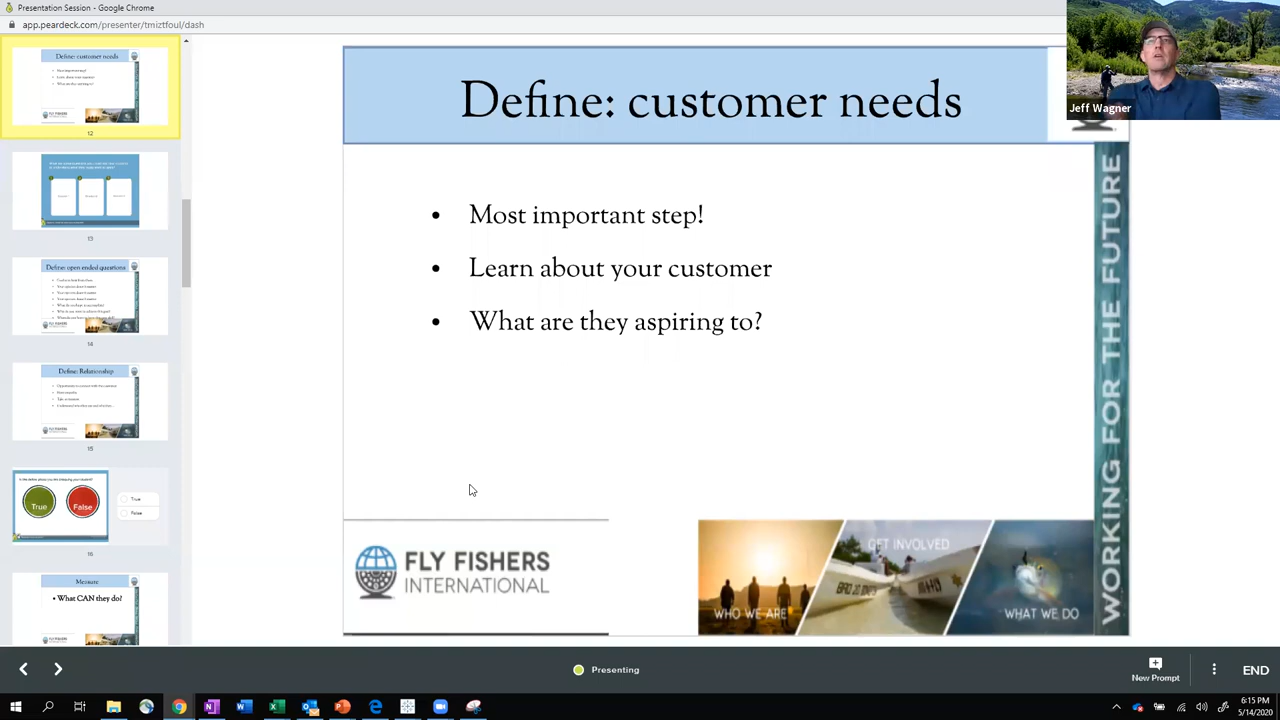 Presentation Session - Google Chrome
app.peardeck.com/presenter/tmiztfoul/dash
Jeff Wagner
Define: customer needs
12
13
Define: open ended questions
14
Define: Relationship
15
True
False
True
False
16
Measure
• What CAN they do?
Define: customer needs
• Most important step!
• Learn about your customer
• What are they aspiring to?
FLY FISHERS
INTERNATIONAL
WHO WE ARE
GET INVOLVED
WHAT WE DO
WORKING FOR THE FUTURE
Presenting
New Prompt
END
6:15 PM
5/14/2020